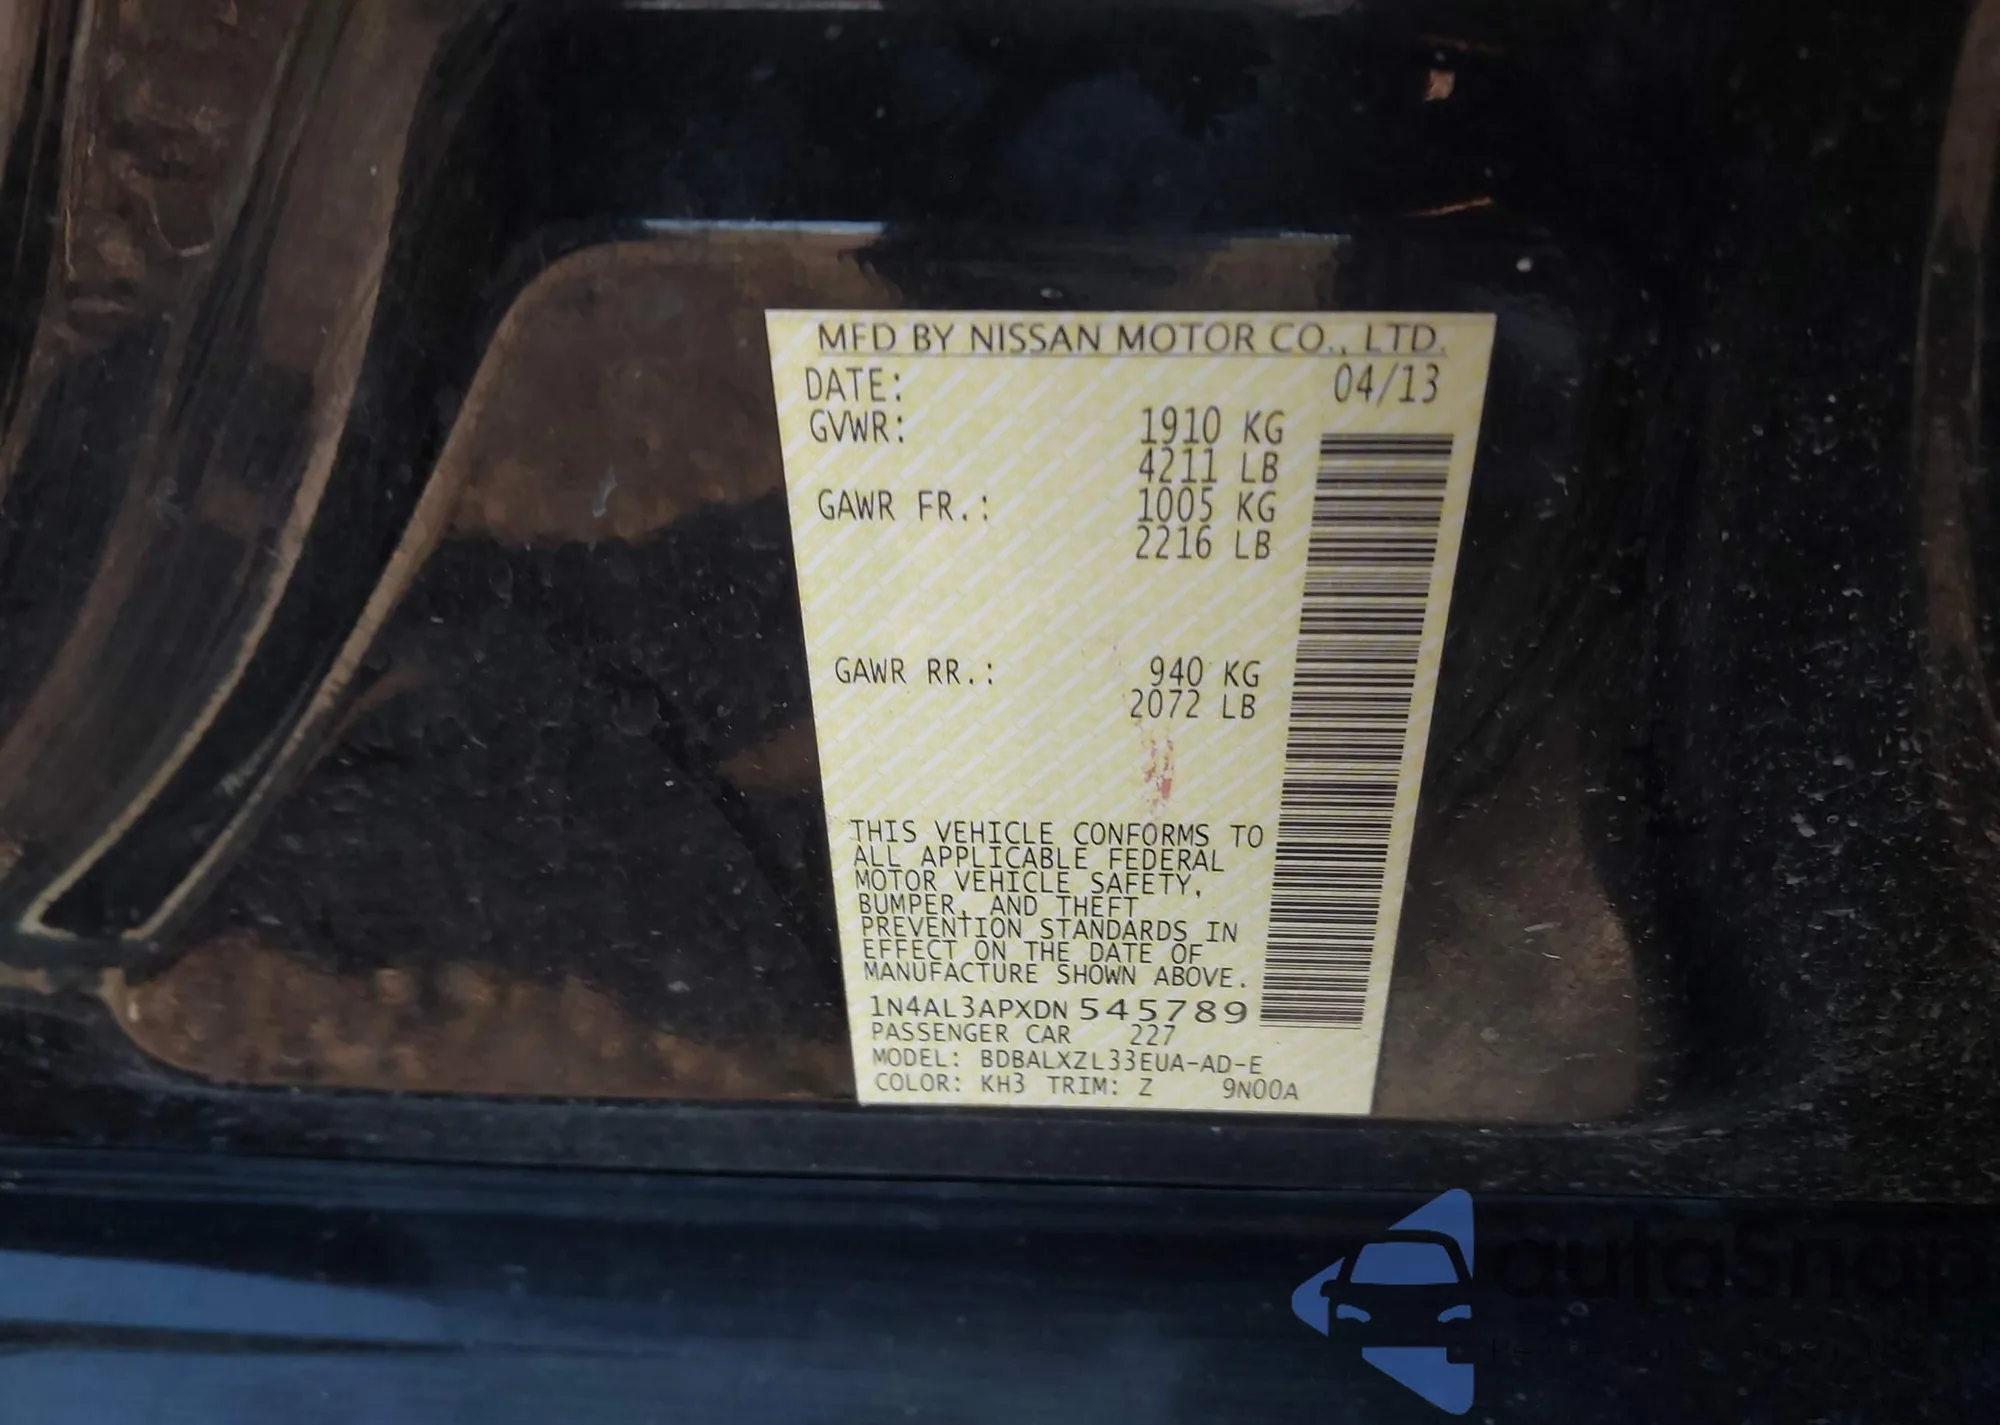 MFD BY NISSAN MOTOR CO., LTD.
DATE: 04/13
GVWR: 1910 KG
4211 LB
GAWR FR.: 1005 KG
2216 LB
GAWR RR.: 940 KG
2072 LB
THIS VEHICLE CONFORMS TO
ALL APPLICABLE FEDERAL
MOTOR VEHICLE SAFETY,
BUMPER, AND THEFT
PREVENTION STANDARDS IN
EFFECT ON THE DATE OF
MANUFACTURE SHOWN ABOVE.
1N4AL3APXDN545789
PASSENGER CAR 227
MODEL: BDBALXZL33EUA-AD-E
COLOR: KH3 TRIM: Z 9N00A
autosnap